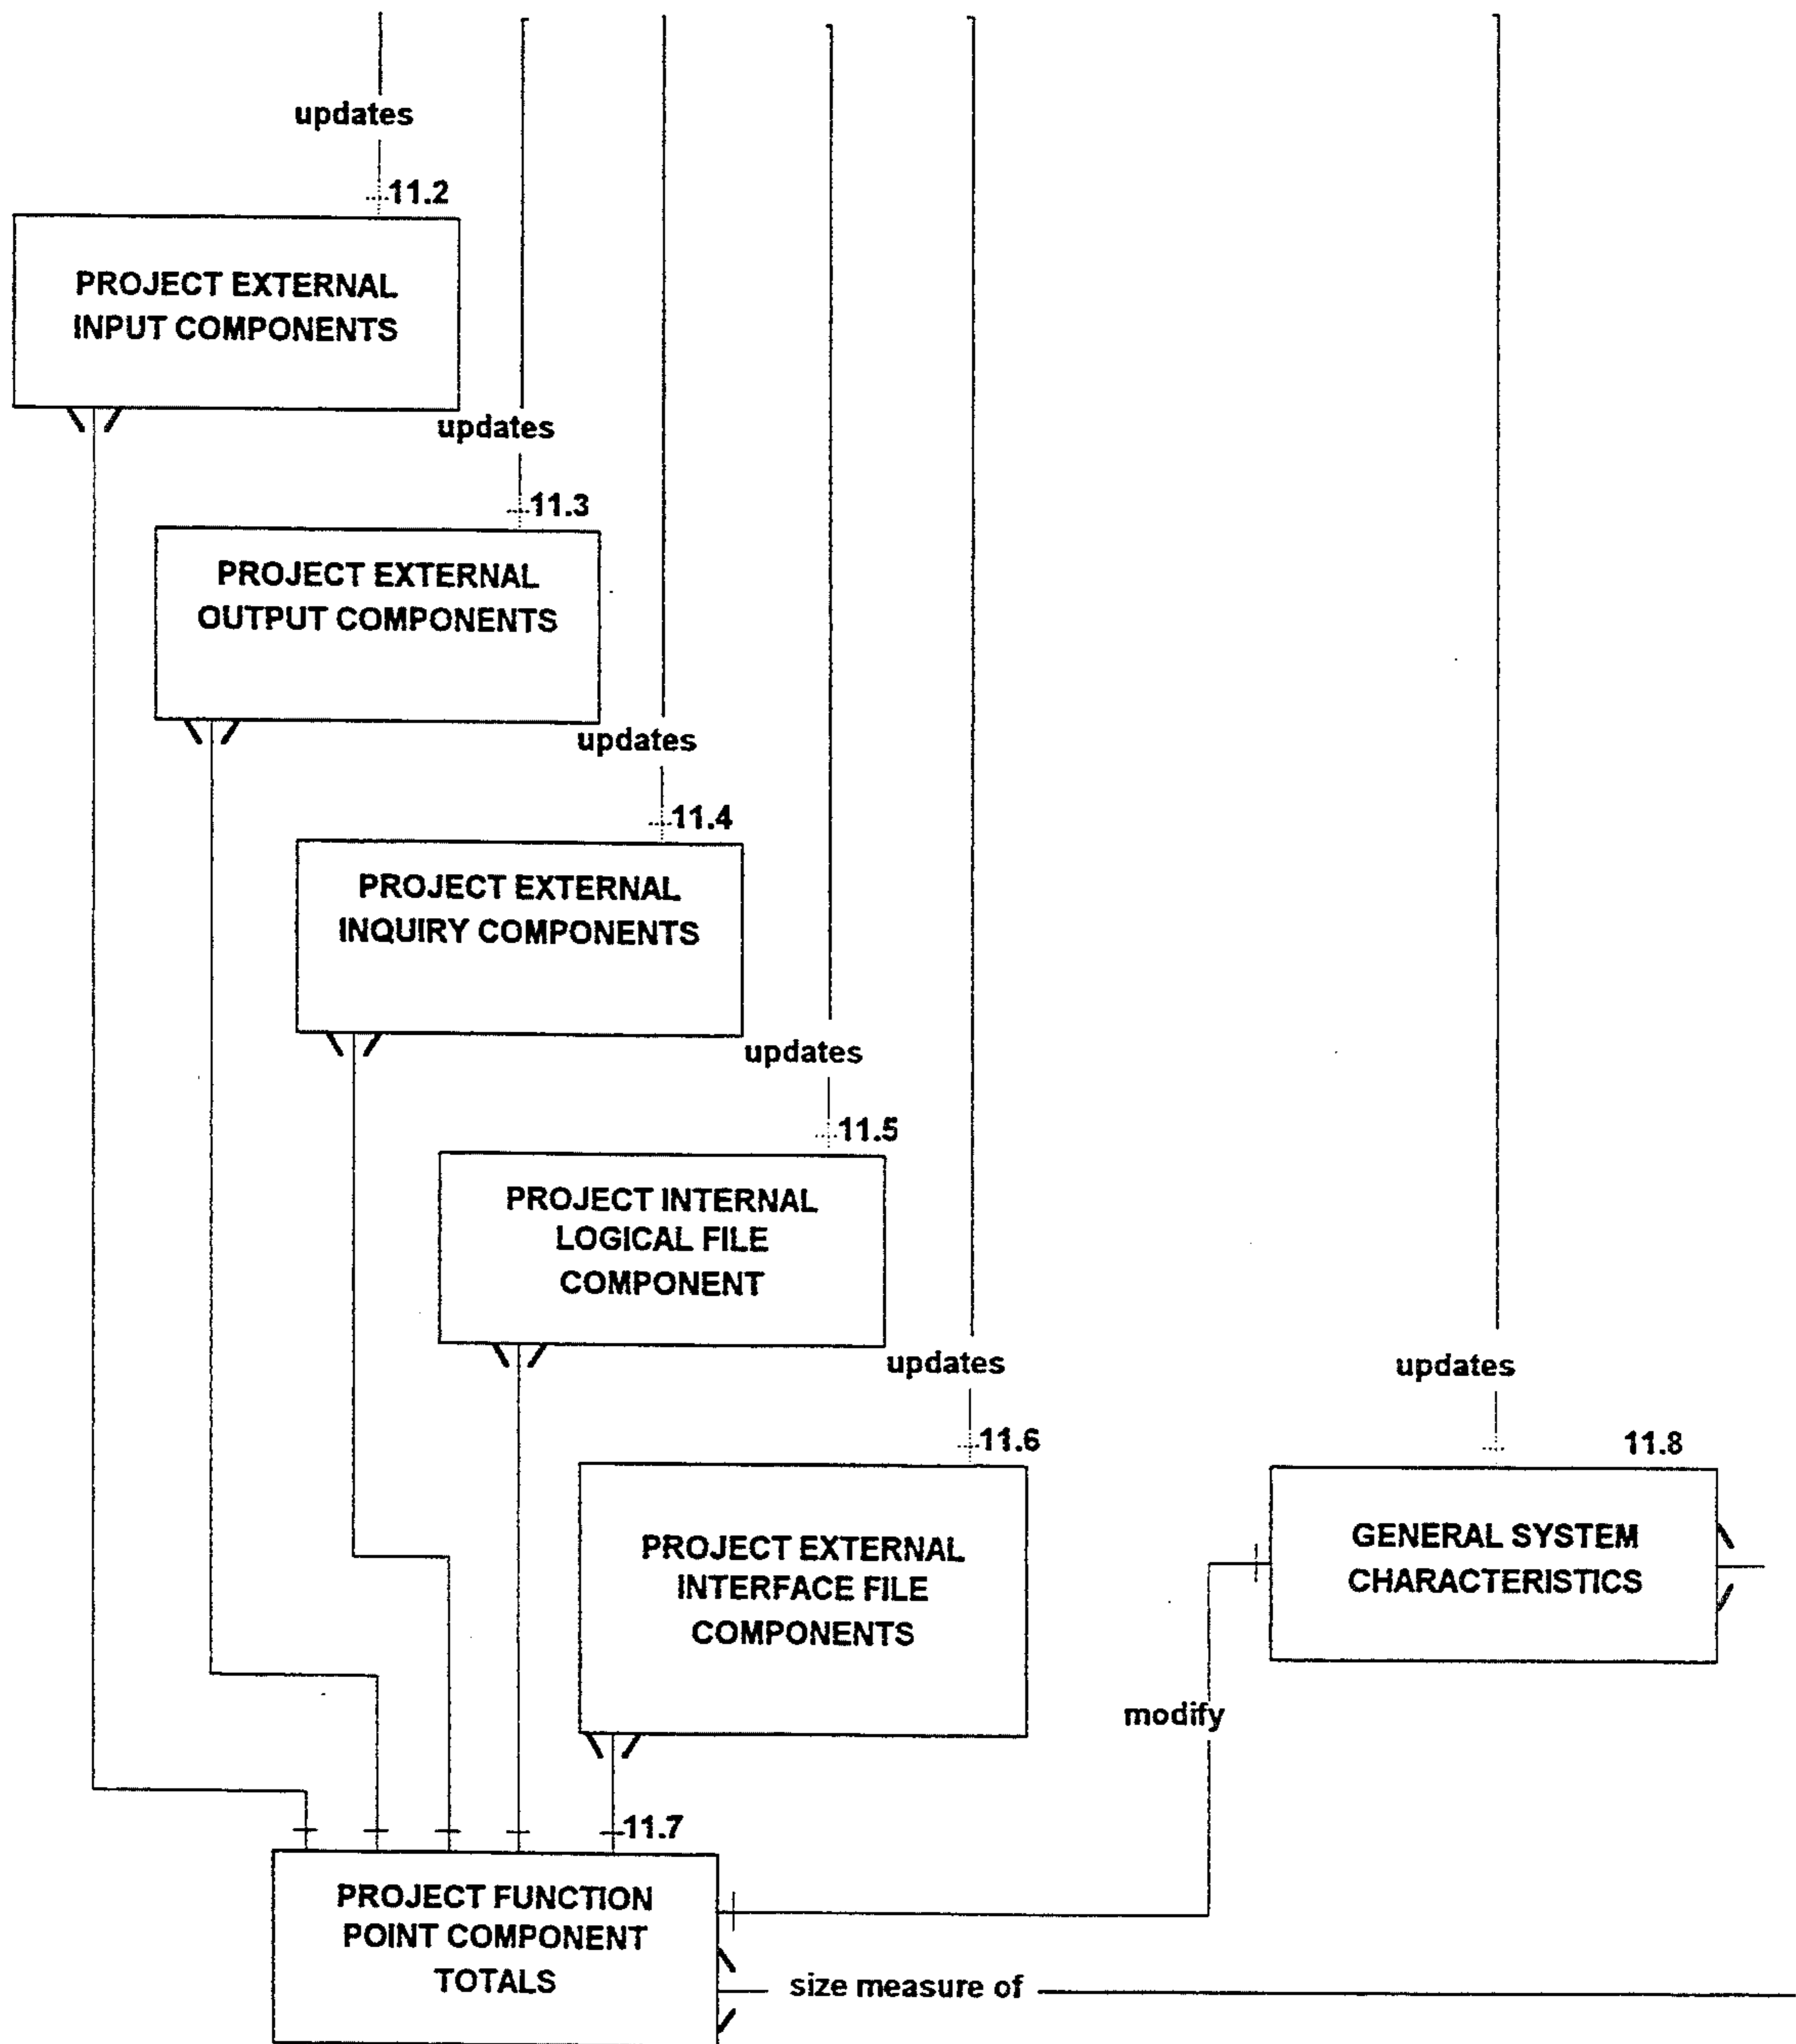 updates
11.2
PROJECT EXTERNAL
INPUT COMPONENTS
updates
11.3
PROJECT EXTERNAL
OUTPUT COMPONENTS
updates
11.4
PROJECT EXTERNAL
INQUIRY COMPONENTS
updates
11.5
PROJECT INTERNAL
LOGICAL FILE
COMPONENT
updates
11.6
PROJECT EXTERNAL
INTERFACE FILE
COMPONENTS
updates
11.8
GENERAL SYSTEM
CHARACTERISTICS
modify
11.7
PROJECT FUNCTION
POINT COMPONENT
TOTALS
size measure of